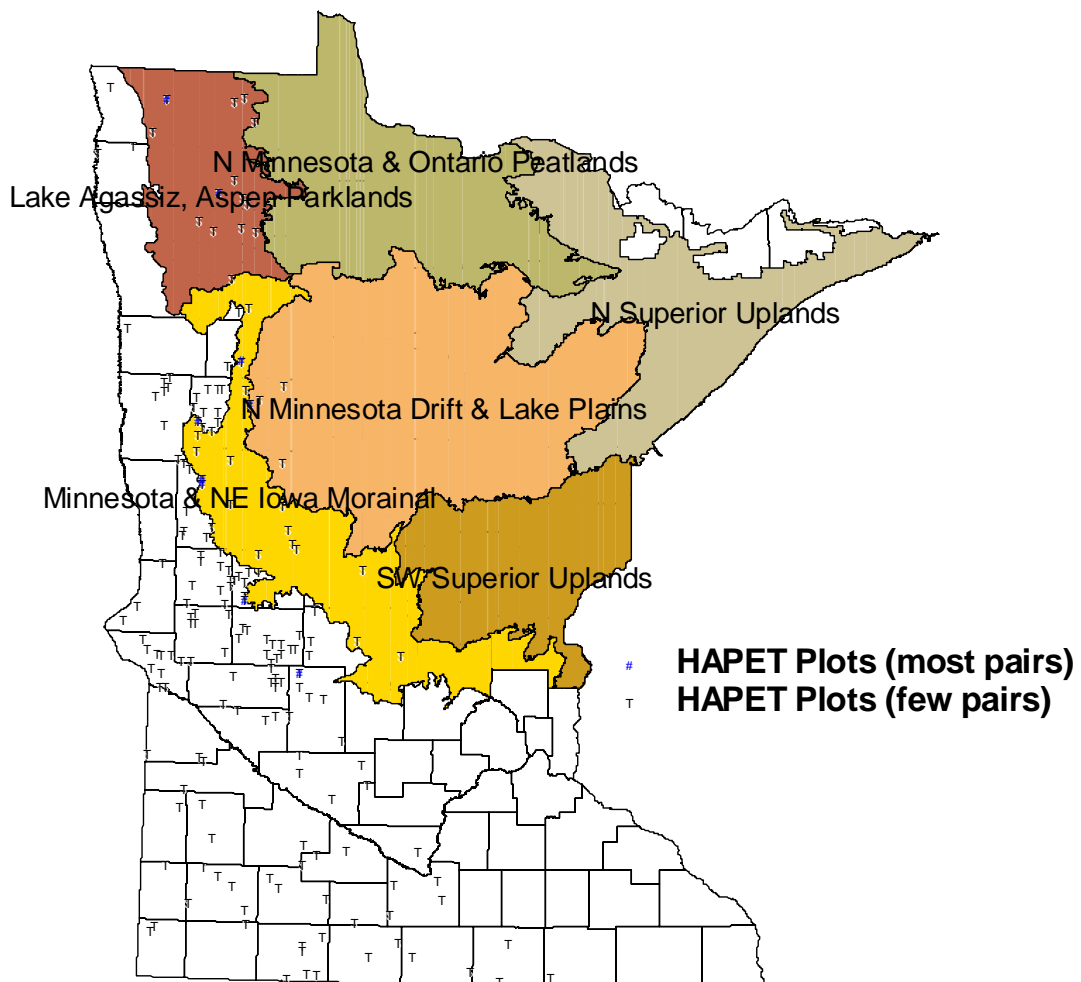 N Minnesota & Ontario Peatlands
Lake Agassiz, Aspen Parklands
N Superior Uplands
N Minnesota Drift & Lake Plains
Minnesota & NE Iowa Morainal
SW Superior Uplands
# HAPET Plots (most pairs)
T HAPET Plots (few pairs)